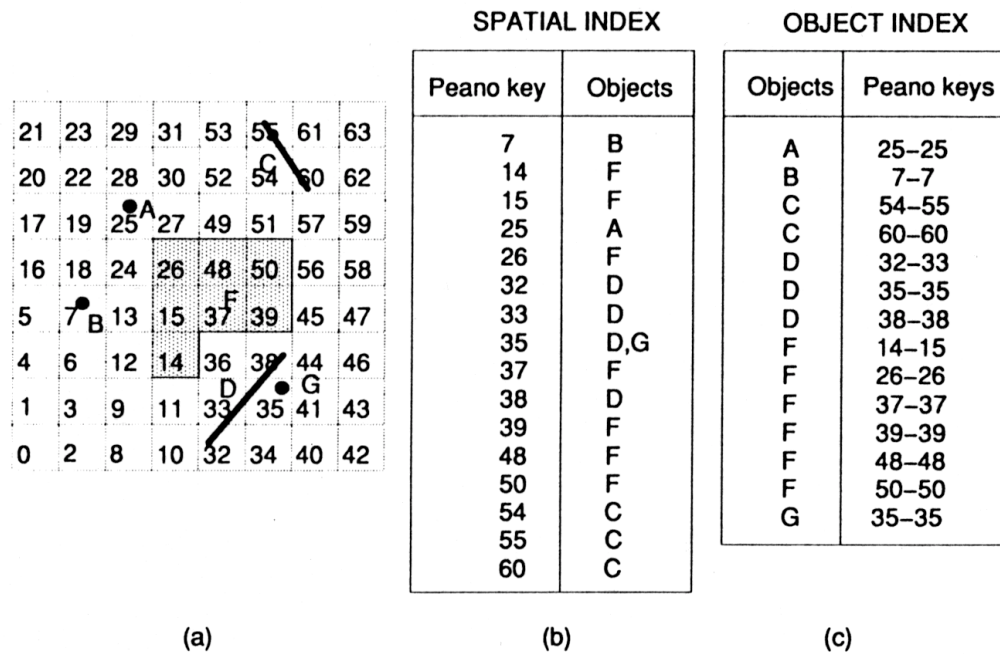 SPATIAL INDEX
OBJECT INDEX
21 23 29 31 53 55 61 63
C
20 22 28 30 52 54 60 62
A
17 19 25 27 49 51 57 59
16 18 24 26 48 50 56 58
F
5 7 13 15 37 39 45 47
B
4 6 12 14 36 38 44 46
D G
1 3 9 11 33 35 41 43
0 2 8 10 32 34 40 42
(a)
Peano key Objects
7 B
14 F
15 F
25 A
26 F
32 D
33 D
35 D,G
37 F
38 D
39 F
48 F
50 F
54 C
55 C
60 C
(b)
Objects Peano keys
A 25–25
B 7–7
C 54–55
C 60–60
D 32–33
D 35–35
D 38–38
F 14–15
F 26–26
F 37–37
F 39–39
F 48–48
F 50–50
G 35–35
(c)